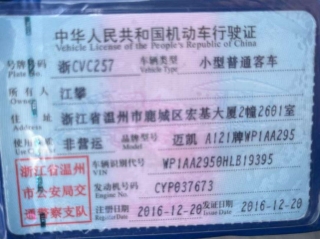 中华人民共和国机动车行驶证
Vehicle License of the People's Republic of China
号牌号码 浙CVC257 车辆类型 小型普通客车
Plate No. Vehicle Type
所有人 江攀
Owner
住址 浙江省温州市鹿城区宏基大厦2幢2601室
Address
使用性质 非营运 品牌型号 迈凯 A121牌WP1AA295
Use Character Model
浙江省温州 车辆识别代号 WP1AA2950HLB19395
VIN
市公安局交 发动机号码 CYP037673
Engine No.
通警察支队 注册日期 2016-12-20 发证日期 2016-12-20
Register Date Issue Date